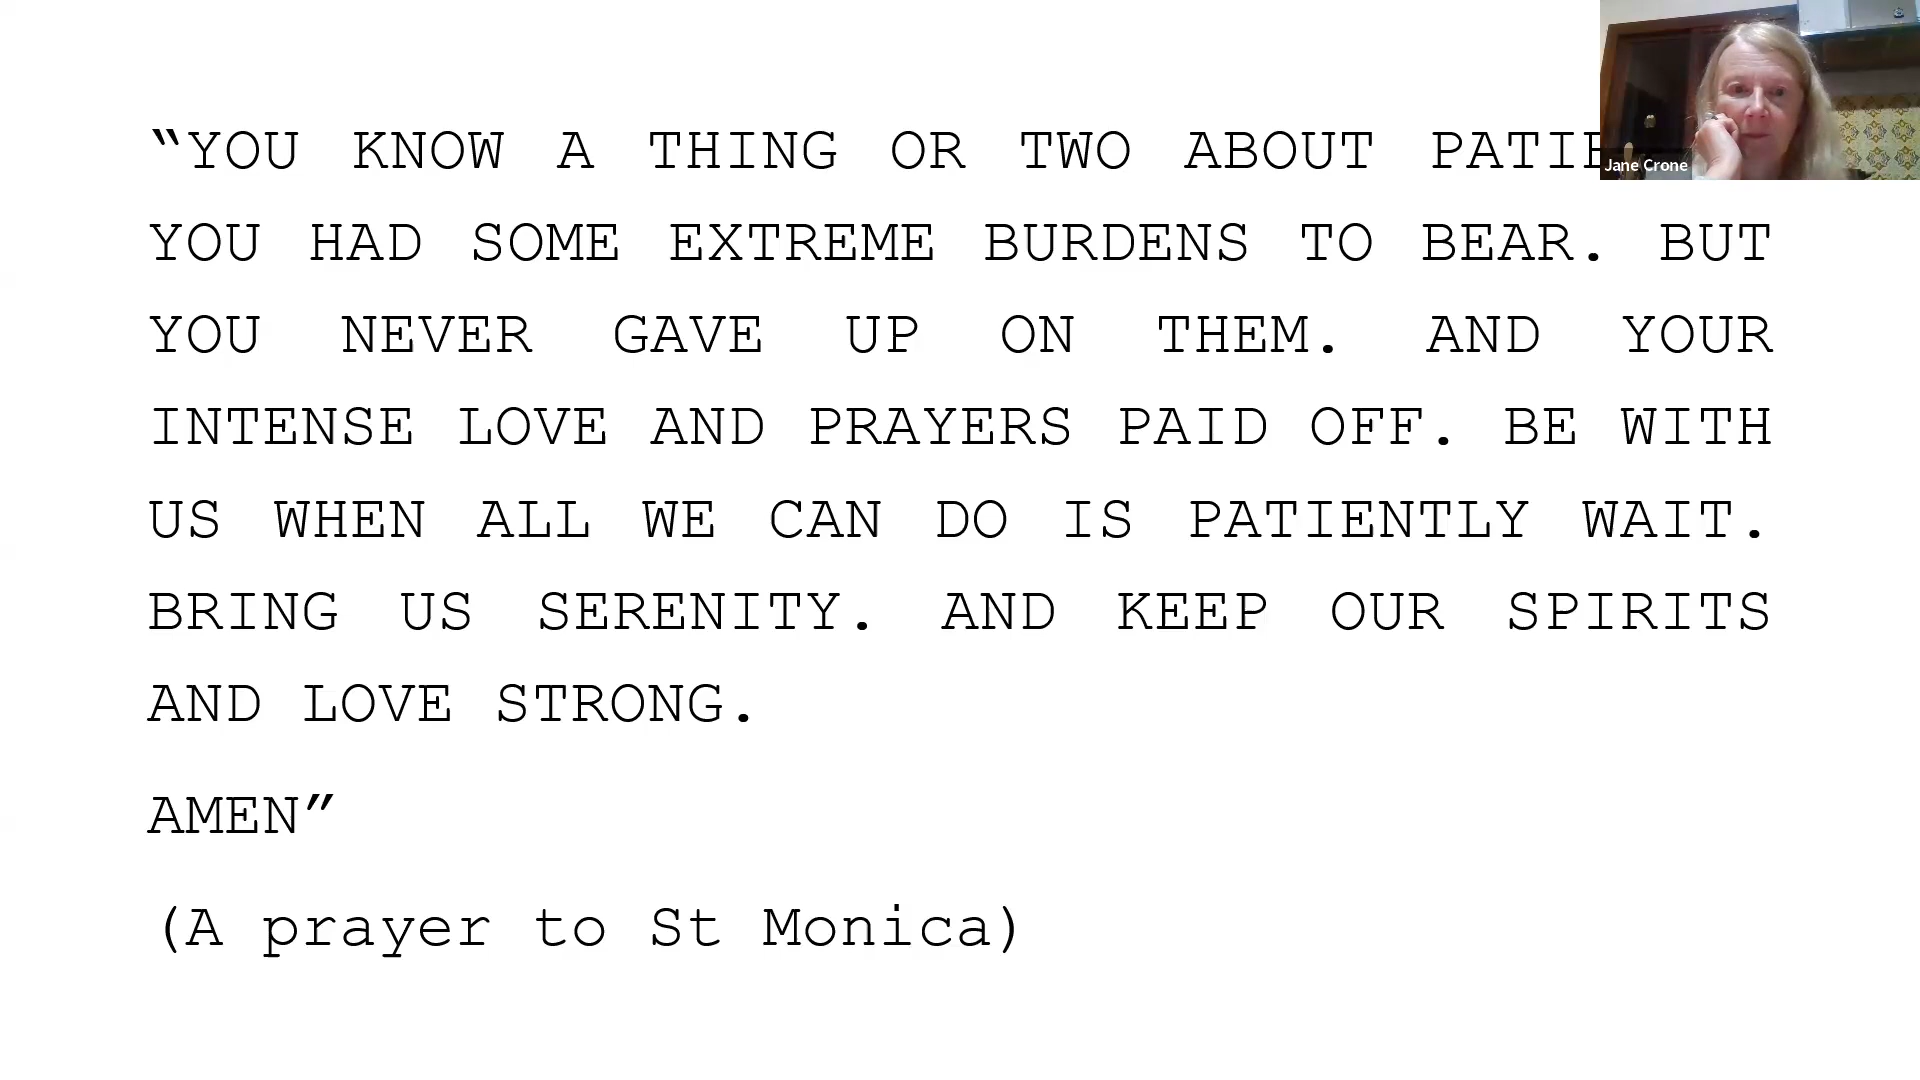 “YOU KNOW A THING OR TWO ABOUT
Jane Crone
YOU HAD SOME EXTREME BURDENS TO BEAR. BUT
YOU NEVER GAVE UP ON THEM. AND YOUR
INTENSE LOVE AND PRAYERS PAID OFF. BE WITH
US WHEN ALL WE CAN DO IS PATIENTLY WAIT.
BRING US SERENITY. AND KEEP OUR SPIRITS
AND LOVE STRONG.
AMEN”
(A prayer to St Monica)